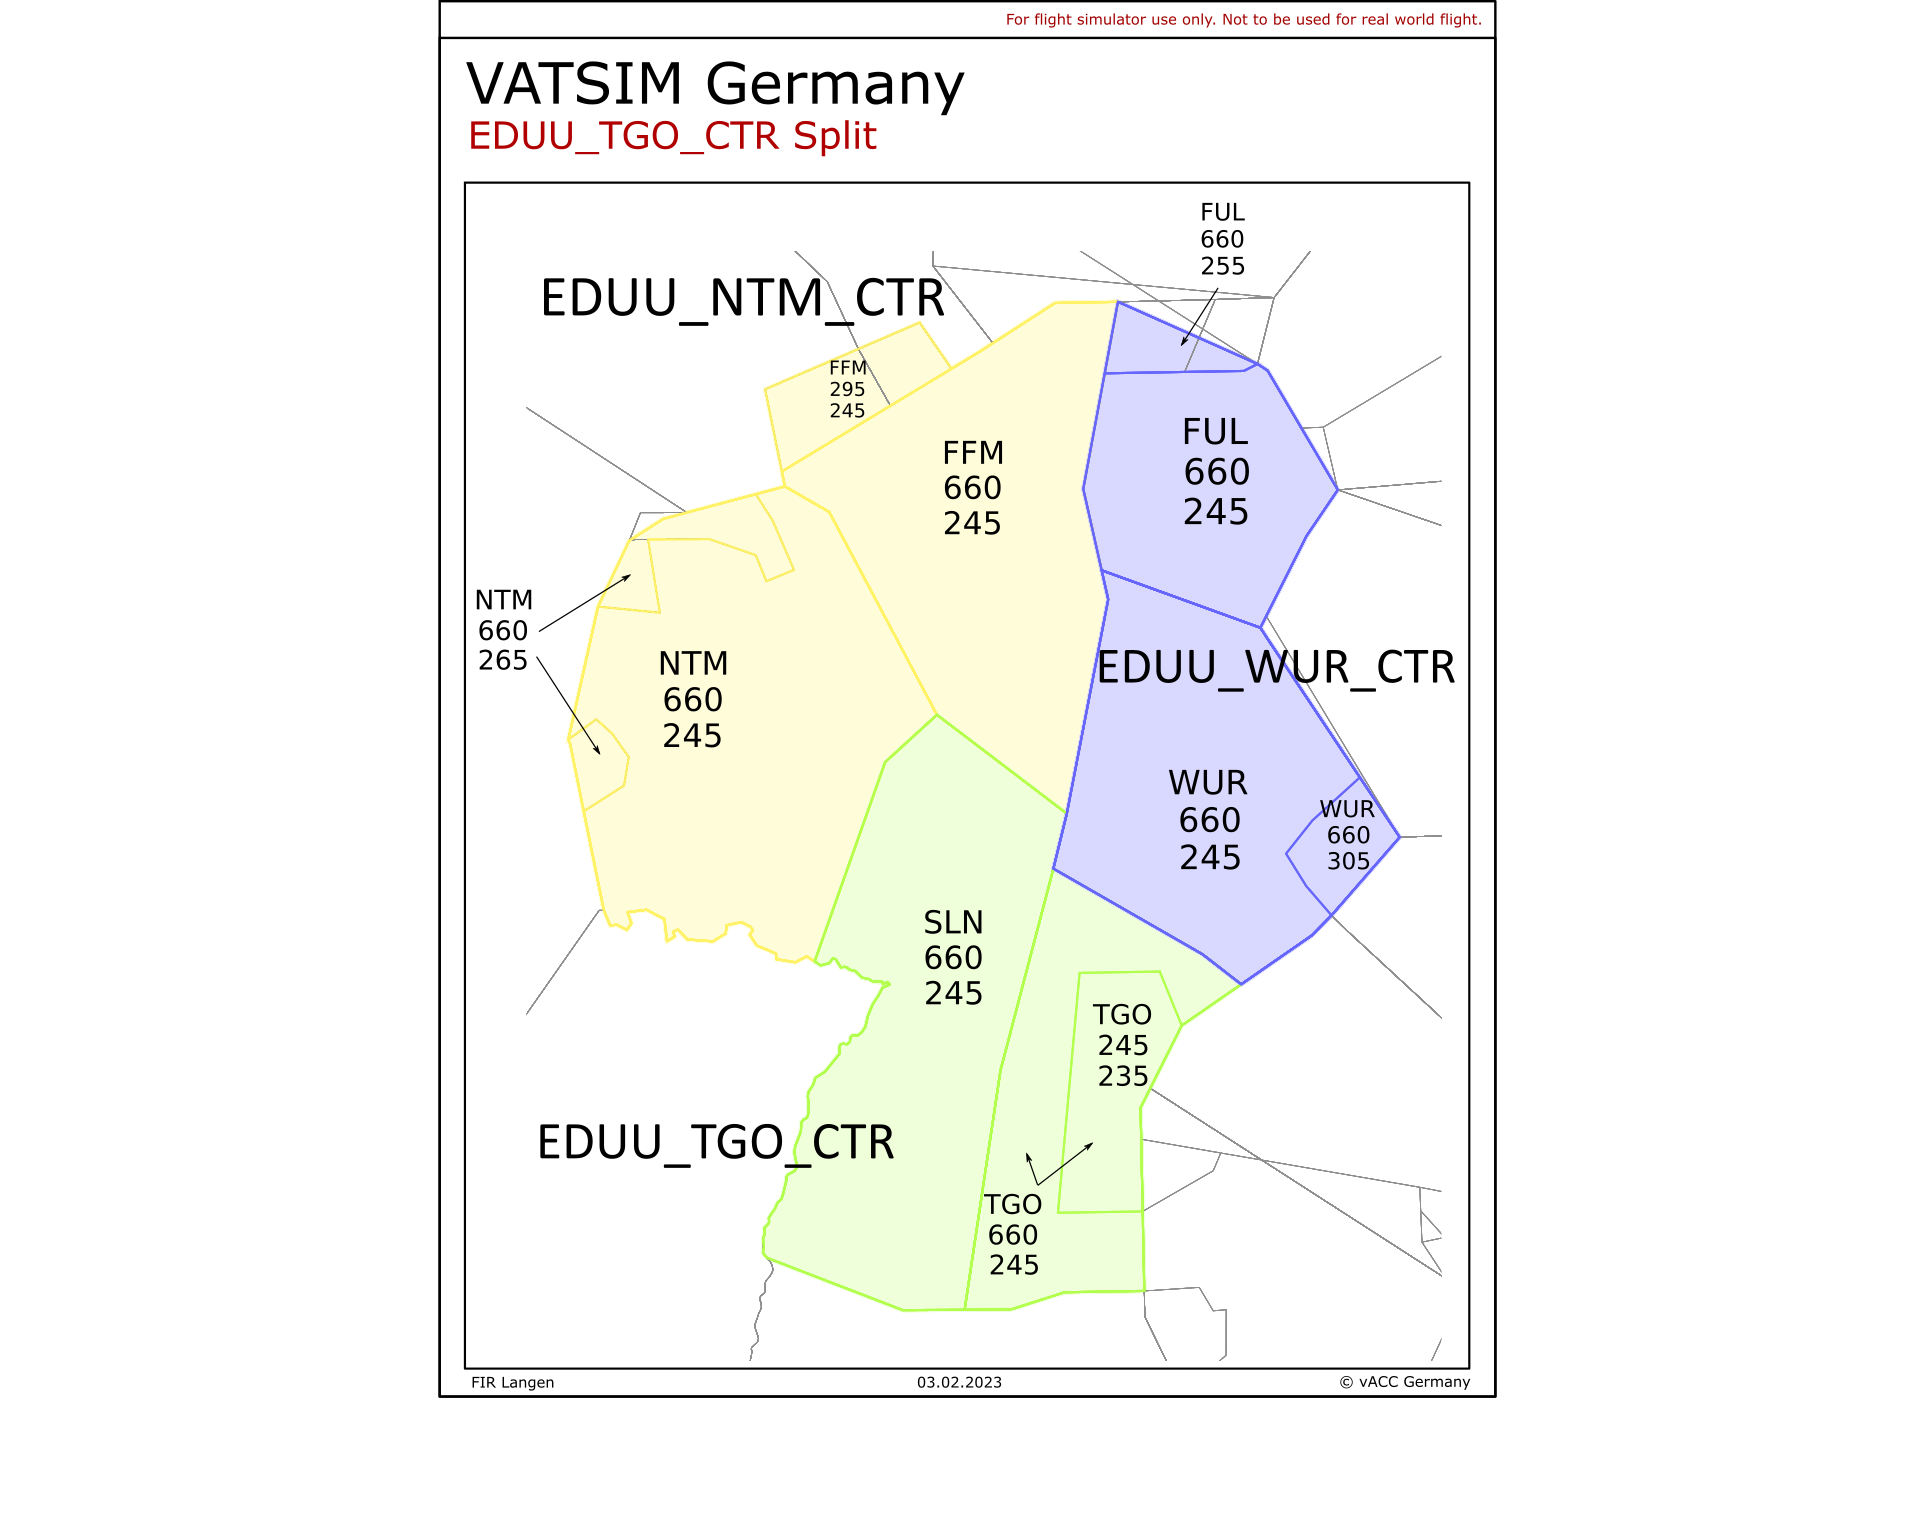 For flight simulator use only. Not to be used for real world flight.
VATSIM Germany
EDUU_TGO_CTR Split
FUL
660
255
EDUU_NTM_CTR
FFM
295
245
FFM
660
245
FUL
660
245
NTM
660
265
NTM
660
245
EDUU_WUR_CTR
WUR
660
245
WUR
660
305
SLN
660
245
TGO
245
235
EDUU_TGO_CTR
TGO
660
245
FIR Langen
03.02.2023
© vACC Germany